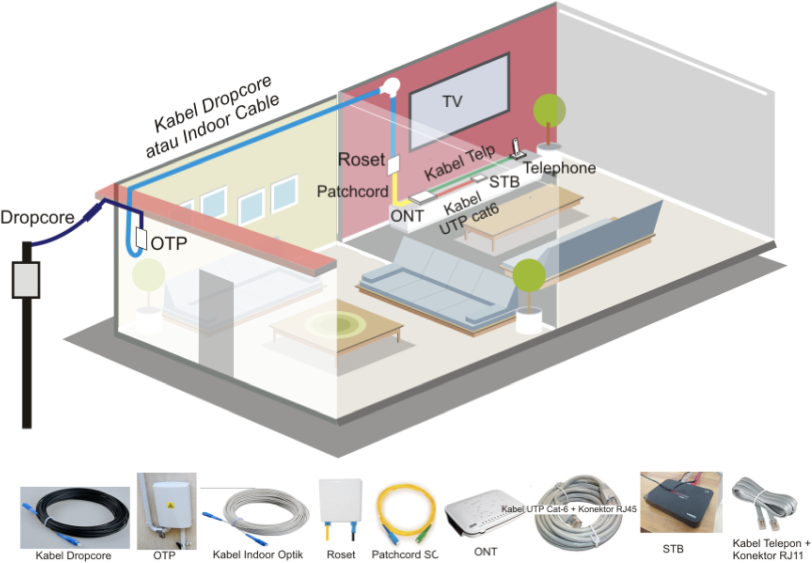 Kabel Dropcore
atau Indoor Cable
TV
Roset
Kabel Telp
Telephone
Patchcord
STB
ONT
Kabel
UTP cat6
Dropcore
OTP
Kabel Dropcore
OTP
Kabel Indoor Optik
Roset
Patchcord SC
ONT
Kabel UTP Cat-6 + Konektor RJ45
STB
Kabel Telepon +
Konektor RJ11